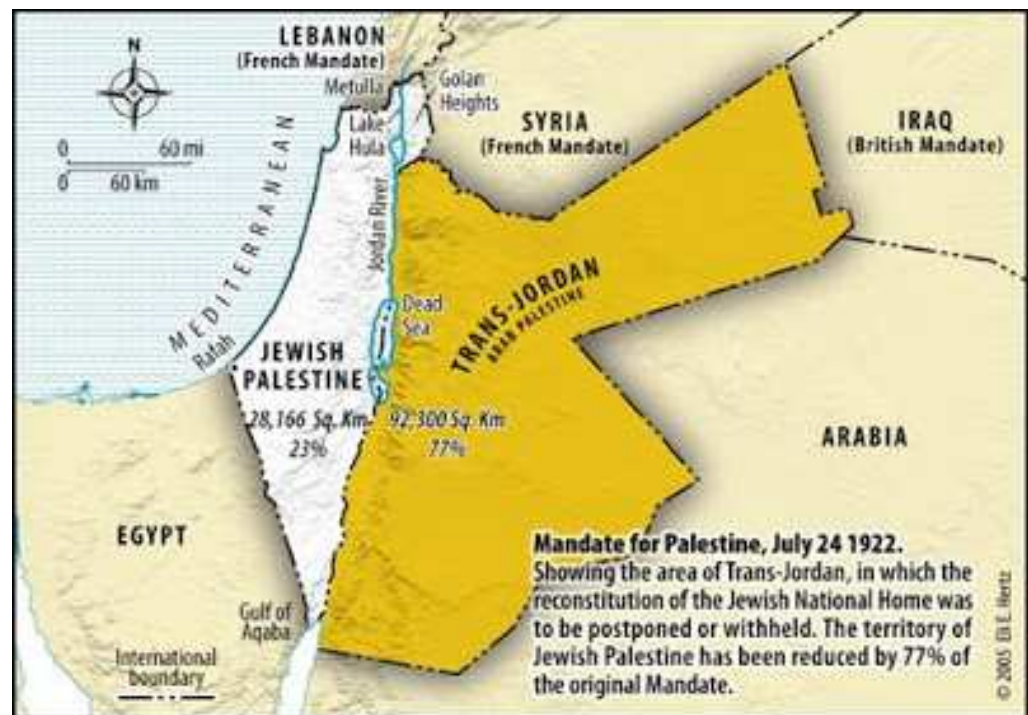 LEBANON
(French Mandate)
N
Metulla
Golan
Heights
Lake
Hula
SYRIA
(French Mandate)
IRAQ
(British Mandate)
0 60 mi
0 60 km
MEDITERRANEAN
Jordan River
TRANS-JORDAN
ARAB PALESTINE
Dead
Sea
Rafah
JEWISH
PALESTINE
28,166 Sq. Km.
23%
92,300 Sq. Km
77%
ARABIA
EGYPT
Gulf of
Aqaba
International
boundary
Mandate for Palestine, July 24 1922.
Showing the area of Trans-Jordan, in which the
reconstitution of the Jewish National Home was
to be postponed or withheld. The territory of
Jewish Palestine has been reduced by 77% of
the original Mandate.
© 2005 Eli E. Hertz